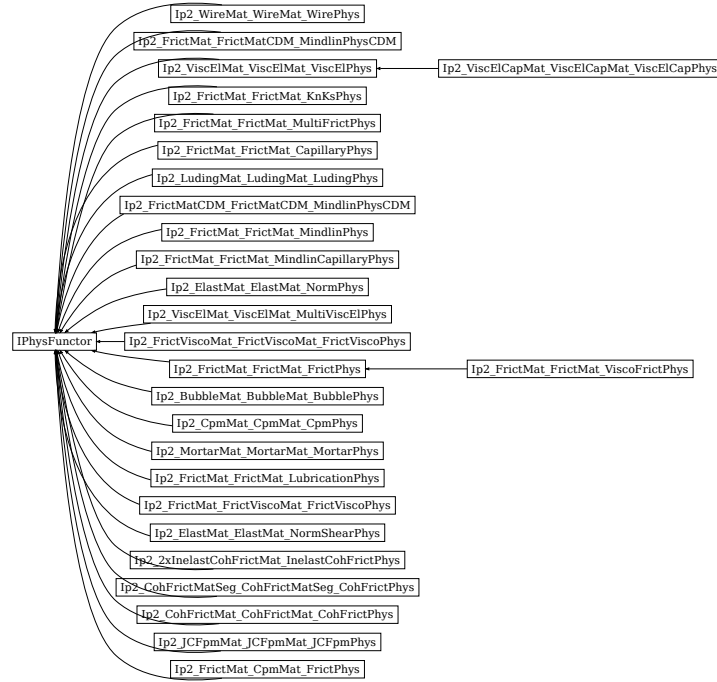 Ip2_WireMat_WireMat_WirePhys
Ip2_FrictMat_FrictMatCDM_MindlinPhysCDM
Ip2_ViscElMat_ViscElMat_ViscElPhys
Ip2_ViscElCapMat_ViscElCapMat_ViscElCapPhys
Ip2_FrictMat_FrictMat_KnKsPhys
Ip2_FrictMat_FrictMat_MultiFrictPhys
Ip2_FrictMat_FrictMat_CapillaryPhys
Ip2_LudingMat_LudingMat_LudingPhys
Ip2_FrictMatCDM_FrictMatCDM_MindlinPhysCDM
Ip2_FrictMat_FrictMat_MindlinPhys
Ip2_FrictMat_FrictMat_MindlinCapillaryPhys
Ip2_ElastMat_ElastMat_NormPhys
Ip2_ViscElMat_ViscElMat_MultiViscElPhys
IPhysFunctor
Ip2_FrictViscoMat_FrictViscoMat_FrictViscoPhys
Ip2_FrictMat_FrictMat_FrictPhys
Ip2_FrictMat_FrictMat_ViscoFrictPhys
Ip2_BubbleMat_BubbleMat_BubblePhys
Ip2_CpmMat_CpmMat_CpmPhys
Ip2_MortarMat_MortarMat_MortarPhys
Ip2_FrictMat_FrictMat_LubricationPhys
Ip2_FrictMat_FrictViscoMat_FrictViscoPhys
Ip2_ElastMat_ElastMat_NormShearPhys
Ip2_2xInelastCohFrictMat_InelastCohFrictPhys
Ip2_CohFrictMatSeg_CohFrictMatSeg_CohFrictPhys
Ip2_CohFrictMat_CohFrictMat_CohFrictPhys
Ip2_JCFpmMat_JCFpmMat_JCFpmPhys
Ip2_FrictMat_CpmMat_FrictPhys